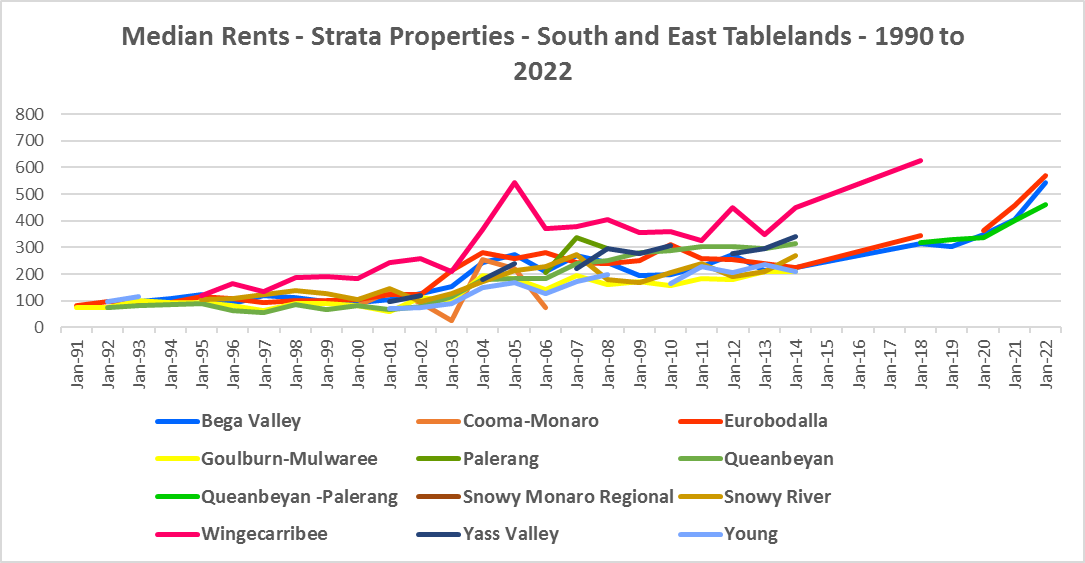 Median Rents - Strata Properties - South and East Tablelands - 1990 to
2022
800
700
600
500
400
300
200
100
0
Jan-91
Jan-92
Jan-93
Jan-94
Jan-95
Jan-96
Jan-97
Jan-98
Jan-99
Jan-00
Jan-01
Jan-02
Jan-03
Jan-04
Jan-05
Jan-06
Jan-07
Jan-08
Jan-09
Jan-10
Jan-11
Jan-12
Jan-13
Jan-14
Jan-15
Jan-16
Jan-17
Jan-18
Jan-19
Jan-20
Jan-21
Jan-22
Bega Valley Cooma-Monaro Eurobodalla
Goulburn-Mulwaree Palerang Queanbeyan
Queanbeyan -Palerang Snowy Monaro Regional Snowy River
Wingecarribee Yass Valley Young